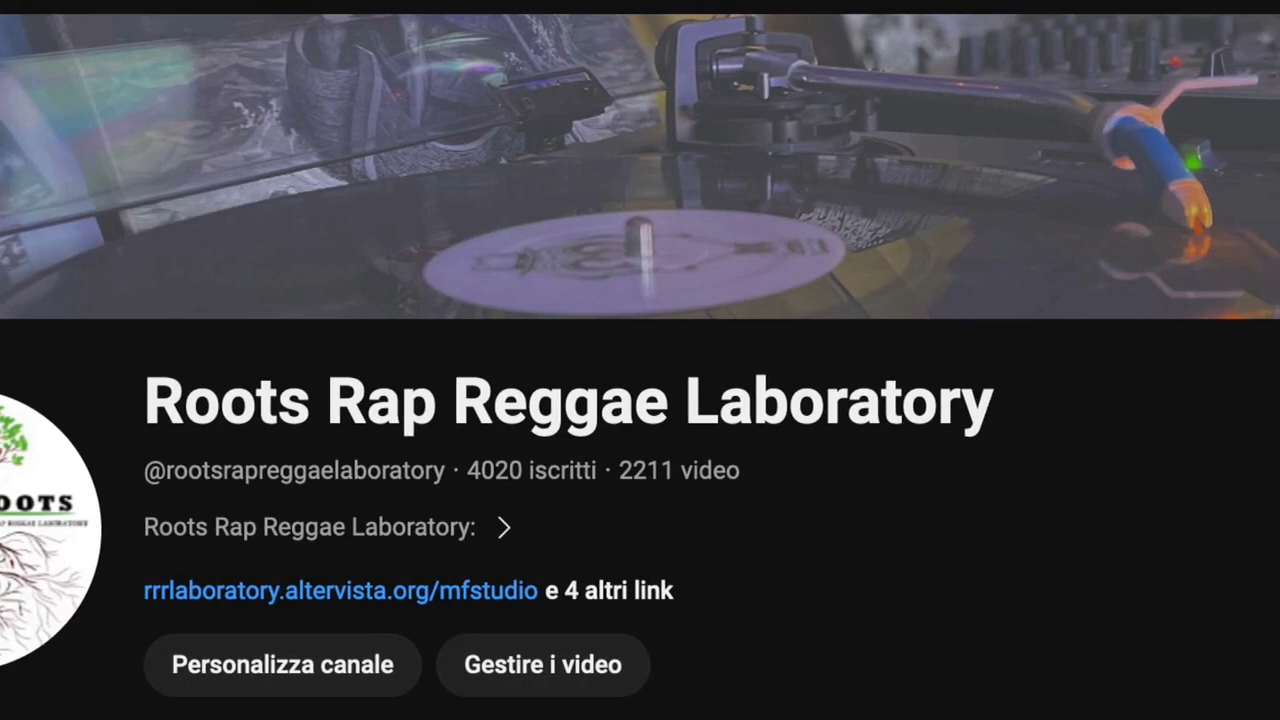 Roots Rap Reggae Laboratory
@rootsrapreggaelaboratory · 4020 iscritti · 2211 video
OOTS
Roots Rap Reggae Laboratory:
rrrlaboratory.altervista.org/mfstudio e 4 altri link
Personalizza canale
Gestire i video